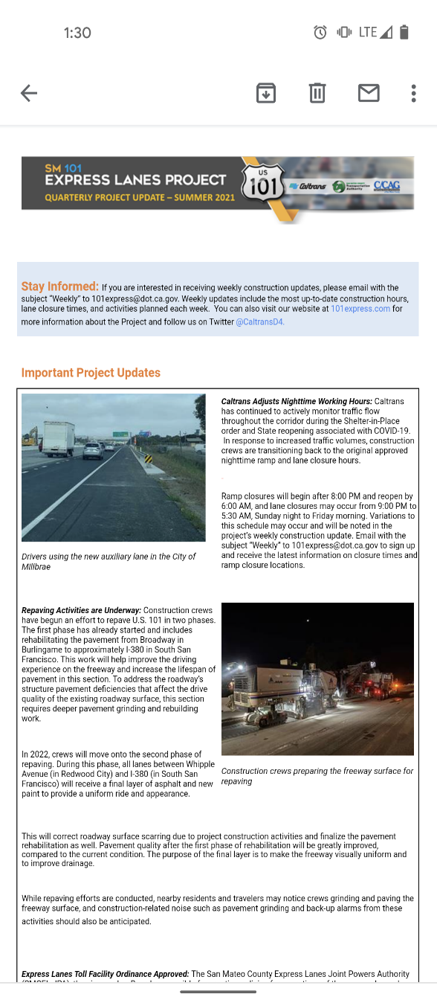 1:30
LTE
SM 101
EXPRESS LANES PROJECT
QUARTERLY PROJECT UPDATE – SUMMER 2021
US
101
Caltrans
Transportation
Authority
C/CAG
Stay Informed: If you are interested in receiving weekly construction updates, please email with the
subject “Weekly” to 101express@dot.ca.gov. Weekly updates include the most up-to-date construction hours,
lane closure times, and activities planned each week.  You can also visit our website at 101express.com for
more information about the Project and follow us on Twitter @CaltransD4.
Important Project Updates
Caltrans Adjusts Nighttime Working Hours: Caltrans
has continued to actively monitor traffic flow
throughout the corridor during the Shelter-in-Place
order and State reopening associated with COVID-19.
In response to increased traffic volumes, construction
crews are transitioning back to the original approved
nighttime ramp and lane closure hours.
Ramp closures will begin after 8:00 PM and reopen by
6:00 AM, and lane closures may occur from 9:00 PM to
5:30 AM, Sunday night to Friday morning. Variations to
this schedule may occur and will be noted in the
project’s weekly construction update. Email with the
subject “Weekly” to 101express@dot.ca.gov to sign up
and receive the latest information on closure times and
ramp closure locations.
Drivers using the new auxiliary lane in the City of
Millbrae
Repaving Activities are Underway: Construction crews
have begun an effort to repave U.S. 101 in two phases.
The first phase has already started and includes
rehabilitating the pavement from Broadway in
Burlingame to approximately I-380 in South San
Francisco. This work will help improve the driving
experience on the freeway and increase the lifespan of
pavement in this section. To address the roadway’s
structure pavement deficiencies that affect the drive
quality of the existing roadway surface, this section
requires deeper pavement grinding and rebuilding
work.
In 2022, crews will move onto the second phase of
repaving. During this phase, all lanes between Whipple
Avenue (in Redwood City) and I-380 (in South San
Francisco) will receive a final layer of asphalt and new
paint to provide a uniform ride and appearance.
Construction crews preparing the freeway surface for
repaving
This will correct roadway surface scarring due to project construction activities and finalize the pavement
rehabilitation as well. Pavement quality after the first phase of rehabilitation will be greatly improved,
compared to the current condition. The purpose of the final layer is to make the freeway visually uniform and
to improve drainage.
While repaving efforts are conducted, nearby residents and travelers may notice crews grinding and paving the
freeway surface, and construction-related noise such as pavement grinding and back-up alarms from these
activities should also be anticipated.
Express Lanes Toll Facility Ordinance Approved: The San Mateo County Express Lanes Joint Powers Authority